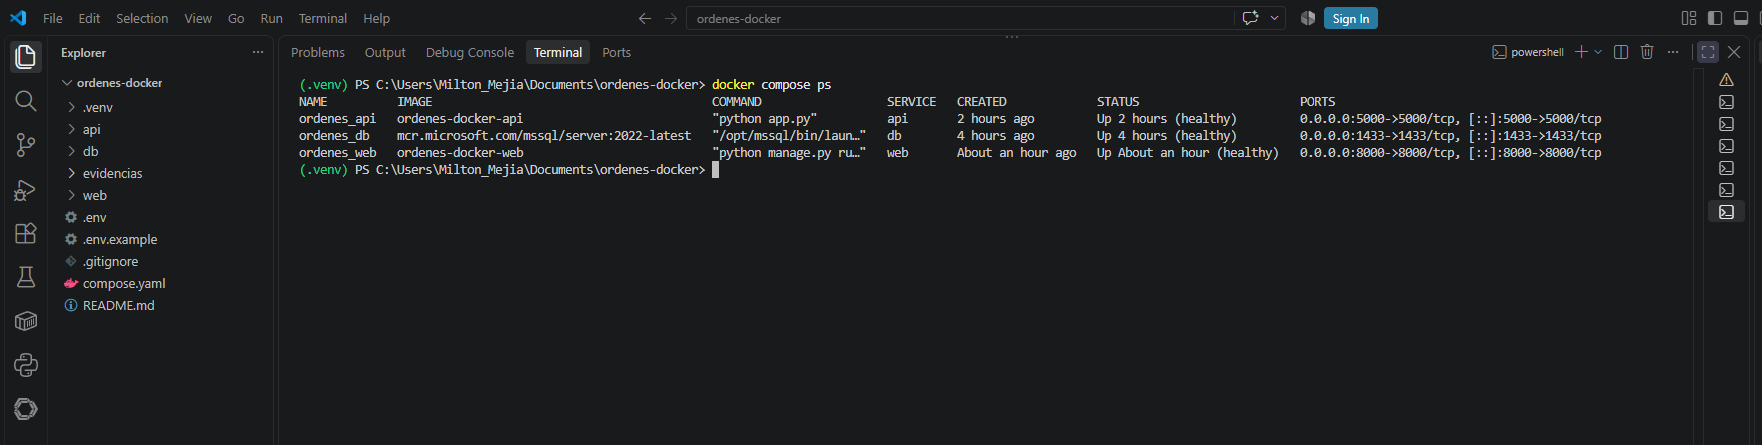 File Edit Selection View Go Run Terminal Help
ordenes-docker
Sign In
Explorer
ordenes-docker
.venv
api
db
evidencias
web
.env
.env.example
.gitignore
compose.yaml
README.md
Problems Output Debug Console Terminal Ports
powershell
(.venv) PS C:\Users\Milton_Mejia\Documents\ordenes-docker> docker compose ps
NAME IMAGE COMMAND SERVICE CREATED STATUS PORTS
ordenes_api ordenes-docker-api "python app.py" api 2 hours ago Up 2 hours (healthy) 0.0.0.0:5000->5000/tcp, [::]:5000->5000/tcp
ordenes_db mcr.microsoft.com/mssql/server:2022-latest "/opt/mssql/bin/laun…" db 4 hours ago Up 4 hours (healthy) 0.0.0.0:1433->1433/tcp, [::]:1433->1433/tcp
ordenes_web ordenes-docker-web "python manage.py ru…" web About an hour ago Up About an hour (healthy) 0.0.0.0:8000->8000/tcp, [::]:8000->8000/tcp
(.venv) PS C:\Users\Milton_Mejia\Documents\ordenes-docker>